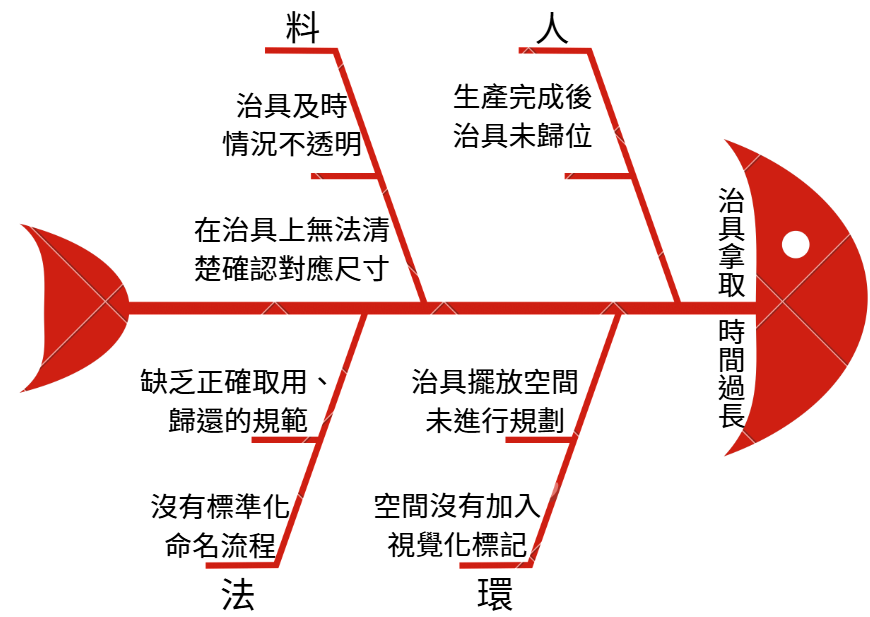 料
治具及時
情況不透明
在治具上無法清
楚確認對應尺寸
人
生產完成後
治具未歸位
治具拿取時間過長
缺乏正確取用、
歸還的規範
沒有標準化
命名流程
法
治具擺放空間
未進行規劃
空間沒有加入
視覺化標記
環